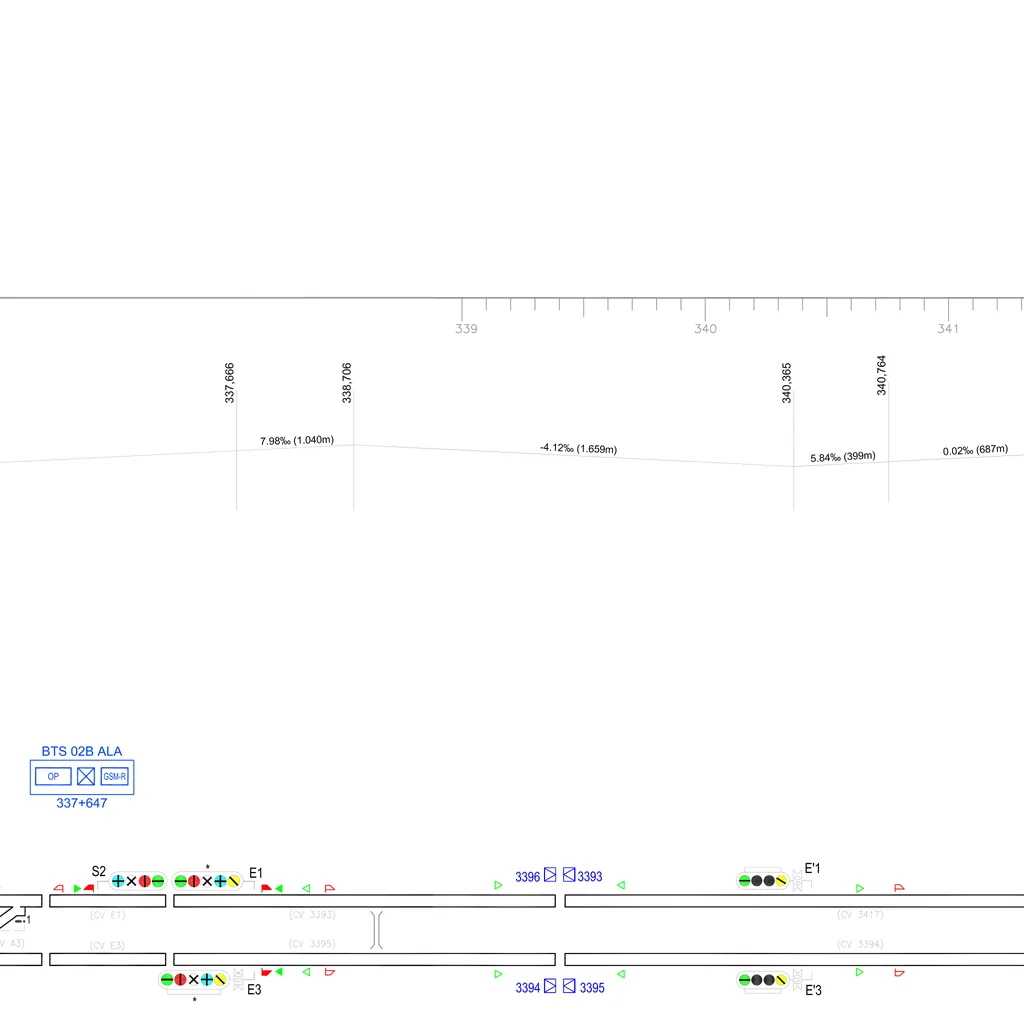 339 340 341
337,666 338,706 340,365 340,764
7.98‰ (1.040m) -4.12‰ (1.659m) 5.84‰ (399m) 0.02‰ (687m)
BTS 02B ALA
OP GSM-R
337+647
S2 * E1 3396 3393 E'1
(CV E1) (CV 3393) (CV 3417)
1
V A3) (CV E3) (CV 3395) (CV 3394)
E3 3394 3395 E'3
*